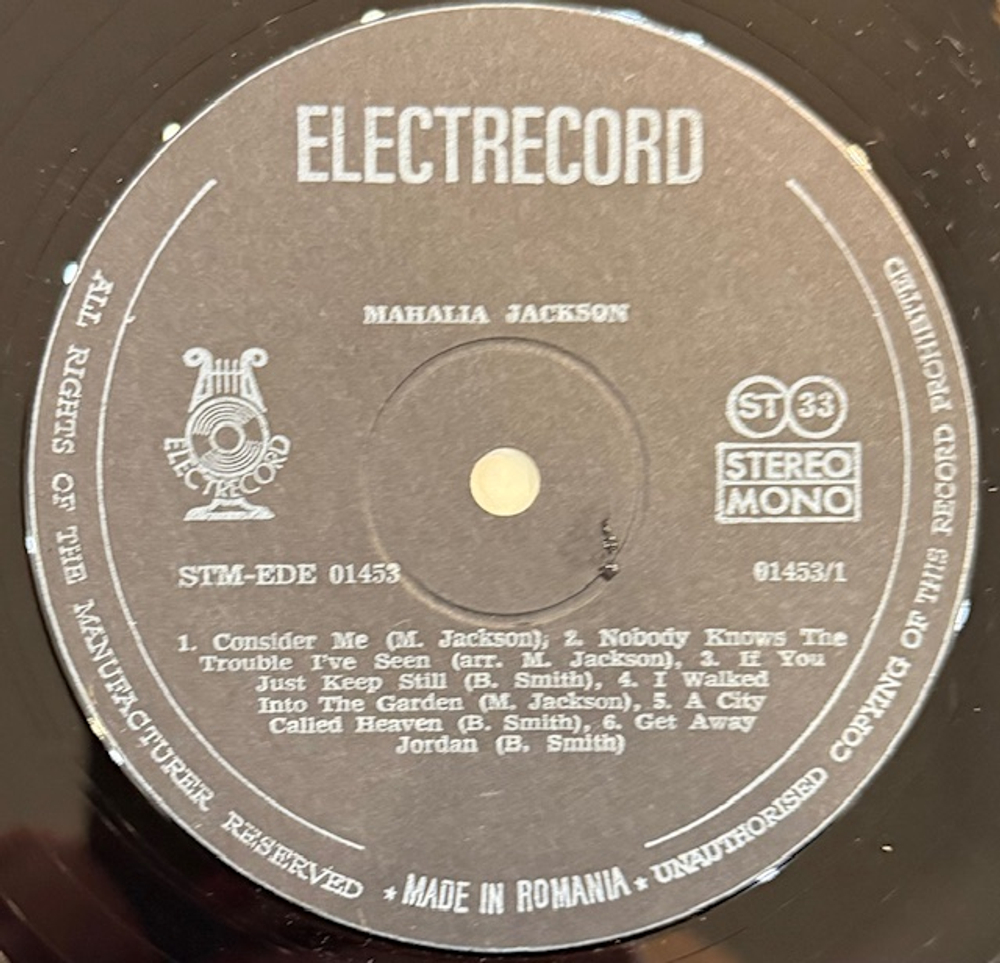 ELECTRECORD
MAHALIA JACKSON
ELECTRECORD
ST 33
STEREO
MONO
STM-EDE 01453
01453/1
1. Consider Me (M. Jackson), 2. Nobody Knows The
Trouble I've Seen (arr. M. Jackson), 3. If You
Just Keep Still (B. Smith), 4. I Walked
Into The Garden (M. Jackson), 5. A City
Called Heaven (B. Smith), 6. Get Away
Jordan (B. Smith)
ALL RIGHTS OF THE MANUFACTURER RESERVED
* MADE IN ROMANIA *
UNAUTHORISED COPYING OF THIS RECORD PROHIBITED